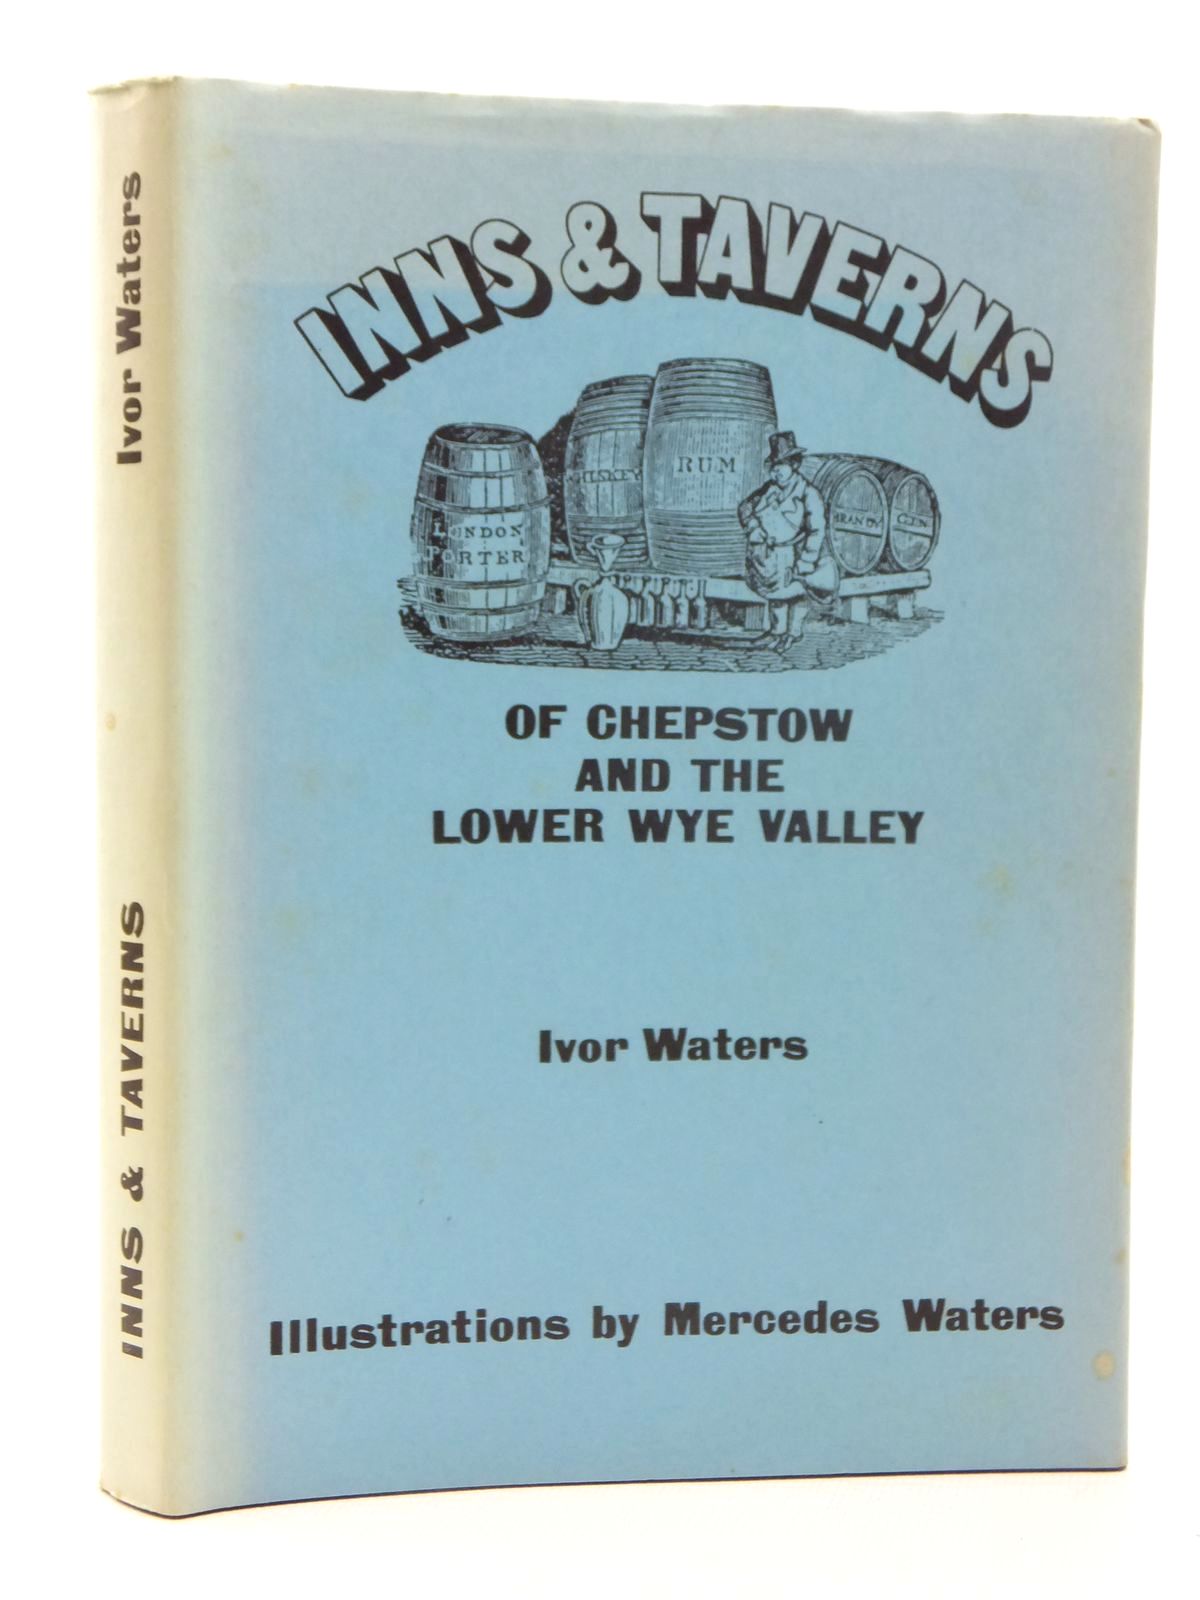 Ivor Waters
INNS & TAVERNS
INNS & TAVERNS
LONDON
PORTER
WHISKEY
RUM
BRANDY
GIN
OF CHEPSTOW
AND THE
LOWER WYE VALLEY
Ivor Waters
Illustrations by Mercedes Waters